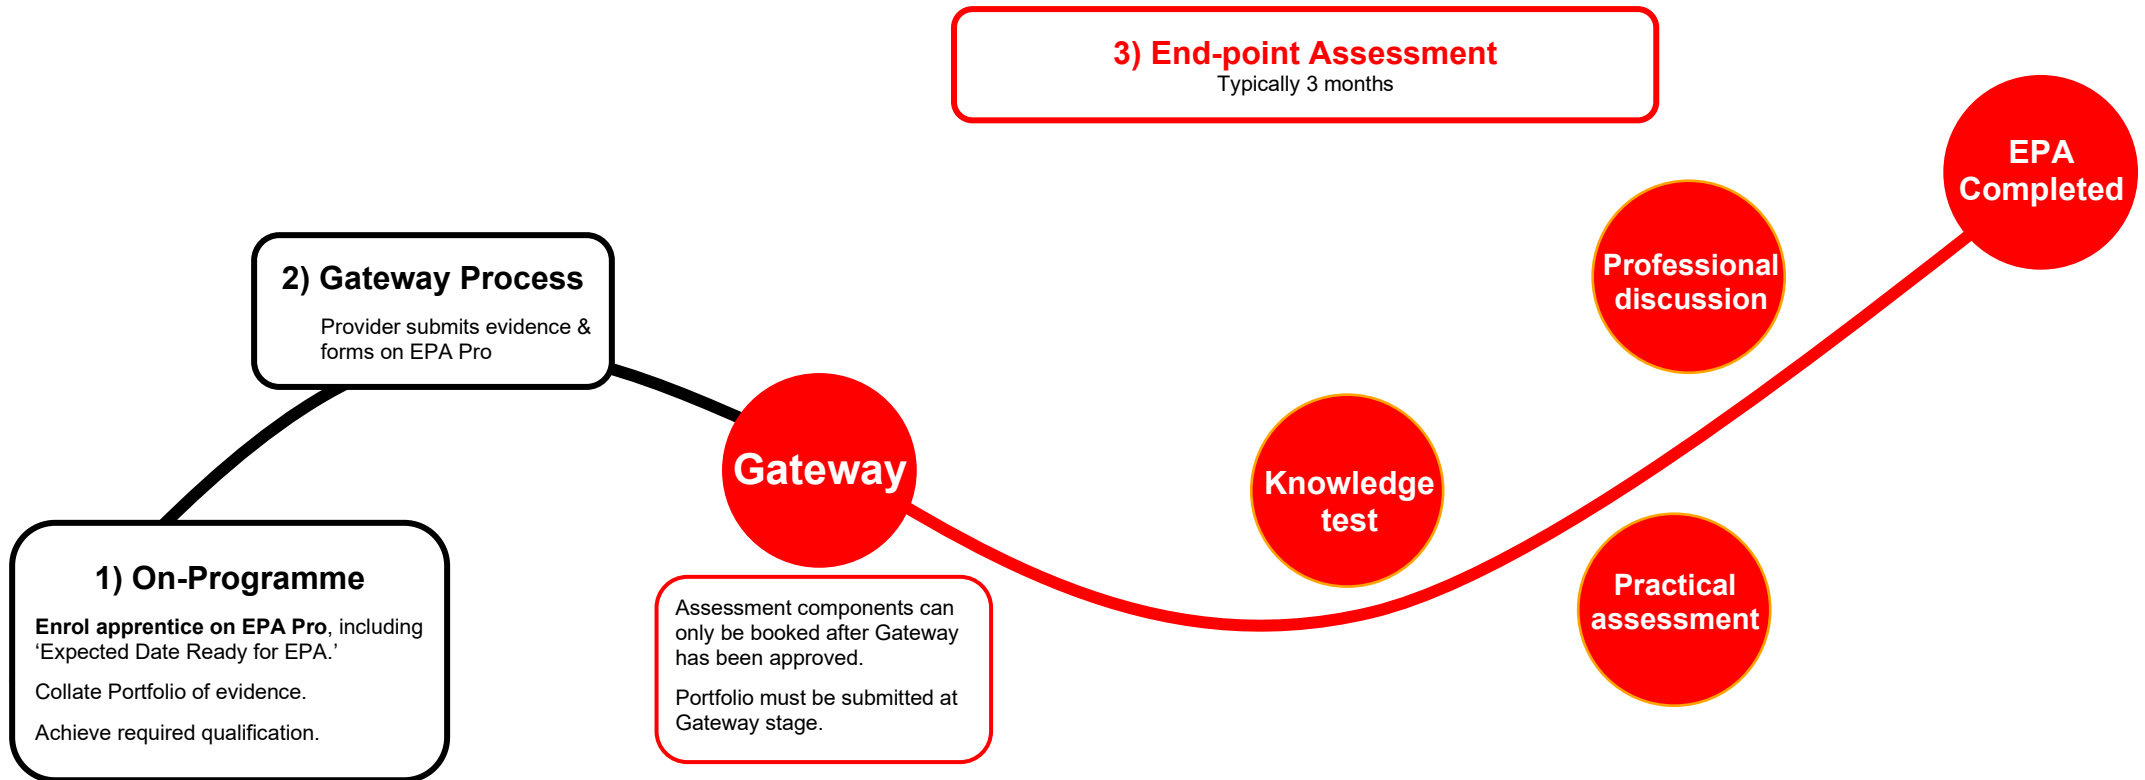 1) On-Programme
Enrol apprentice on EPA Pro, including
‘Expected Date Ready for EPA.’
Collate Portfolio of evidence.
Achieve required qualification.
2) Gateway Process
Provider submits evidence &
forms on EPA Pro
Gateway
Assessment components can
only be booked after Gateway
has been approved.
Portfolio must be submitted at
Gateway stage.
3) End-point Assessment
Typically 3 months
Knowledge
test
Professional
discussion
Practical
assessment
EPA
Completed